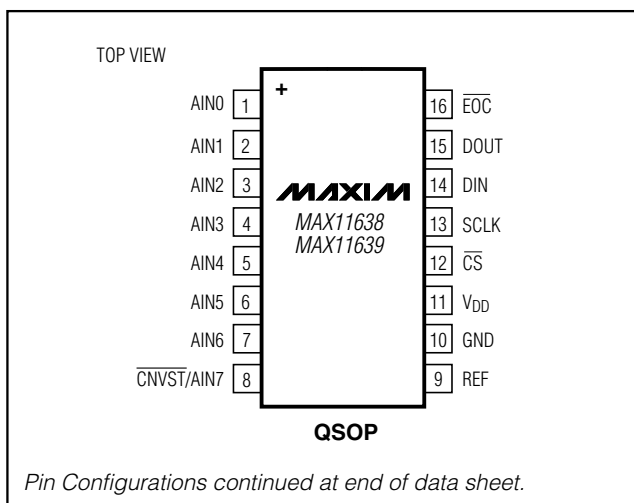 TOP VIEW
+
AIN0 1 16 EOC
AIN1 2 15 DOUT
AIN2 3 MAXIM 14 DIN
AIN3 4 MAX11638 13 SCLK
MAX11639
AIN4 5 12 CS
AIN5 6 11 VDD
AIN6 7 10 GND
CNVST/AIN7 8 9 REF
QSOP
Pin Configurations continued at end of data sheet.